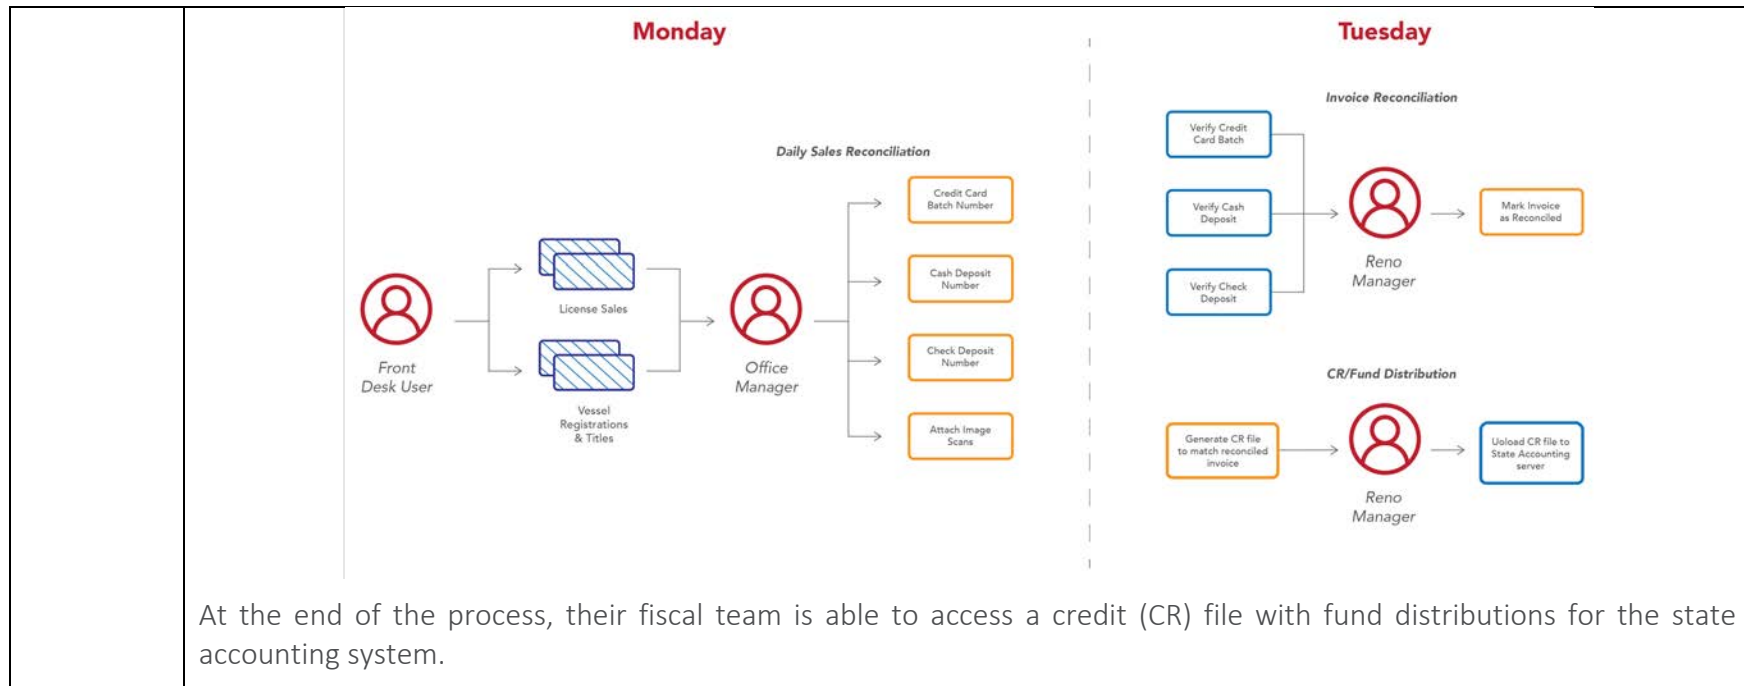 Monday
Daily Sales Reconciliation
Credit Card
Batch Number
Cash Deposit
Number
License Sales
Check Deposit
Number
Front
Desk User
Office
Manager
Vessel
Registrations
& Titles
Attach Image
Scans
Tuesday
Invoice Reconciliation
Verify Credit
Card Batch
Verify Cash
Deposit
Mark Invoice
as Reconciled
Reno
Manager
Verify Check
Deposit
CR/Fund Distribution
Generate CR file
to match reconciled
invoice
Uoload CR file to
State Accounting
server
Reno
Manager
At the end of the process, their fiscal team is able to access a credit (CR) file with fund distributions for the state
accounting system.